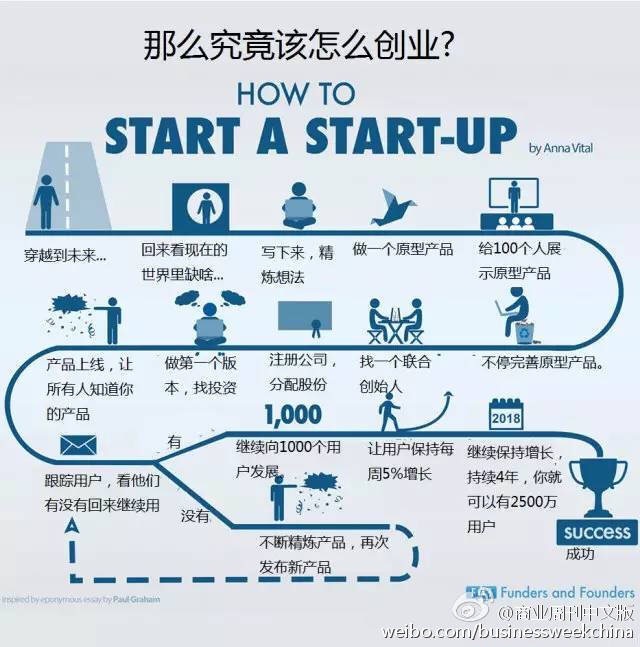 那么究竟该怎么创业?
HOW TO
START A START-UP
by Anna Vital
穿越到未来...
回来看现在的
世界里缺啥...
写下来，精
炼想法
做一个原型产品
给100个人展
示原型产品
产品上线，让
所有人知道你
的产品
做第一个版
本，找投资
注册公司，
分配股份
找一个联合
创始人
不停完善原型产品。
跟踪用户，看他们
有没有回来继续用
有
没有
1,000
继续向1000个用
户发展。
让用户保持每
周5%增长
2018
继续保持增长，
持续4年，你就
可以有2500万
用户
SUCCESS
成功
不断精炼产品，再次
发布新产品
inspired by eponymous essay by Paul Graham
Funders and Founders
@商业周刊中文版
weibo.com/businessweekchina